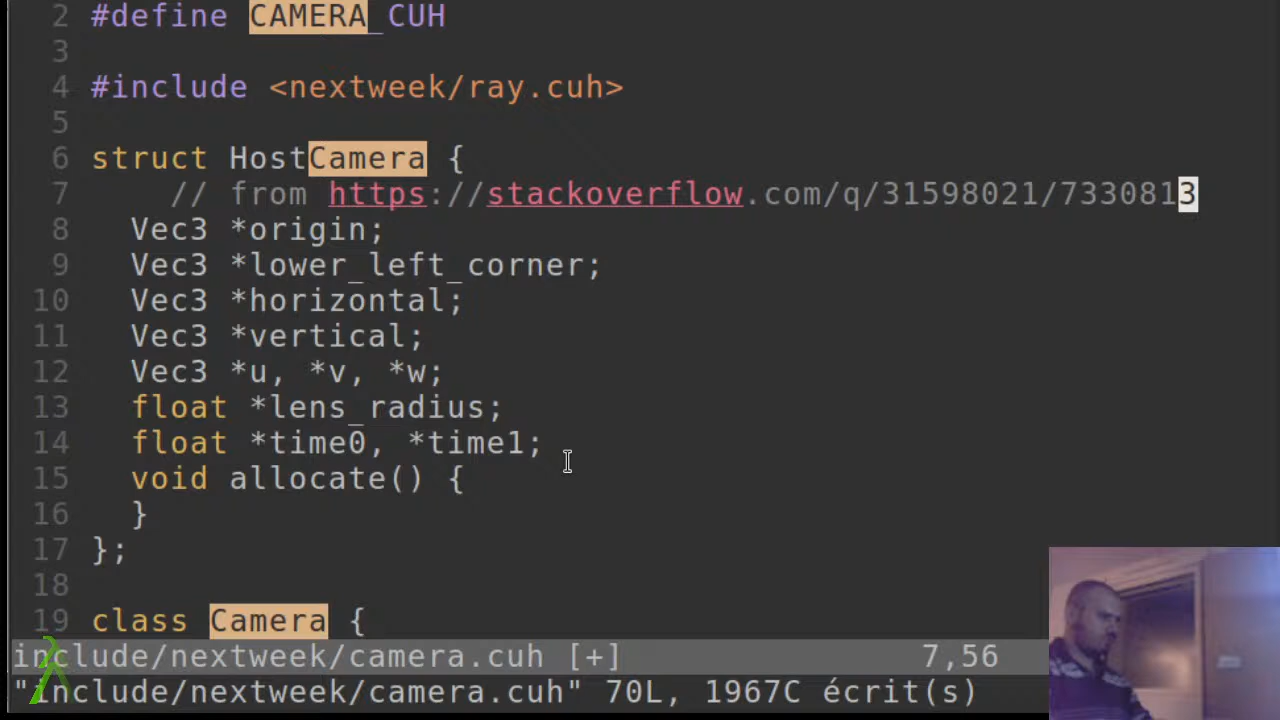 2 #define CAMERA_CUH
3
4 #include <nextweek/ray.cuh>
5
6 struct HostCamera {
7 // from https://stackoverflow.com/q/31598021/7330813
8 Vec3 *origin;
9 Vec3 *lower_left_corner;
10 Vec3 *horizontal;
11 Vec3 *vertical;
12 Vec3 *u, *v, *w;
13 float *lens_radius;
14 float *time0, *time1;
15 void allocate() {
16 }
17 };
18
19 class Camera {
include/nextweek/camera.cuh [+] 7,56
"include/nextweek/camera.cuh" 70L, 1967C écrit(s)